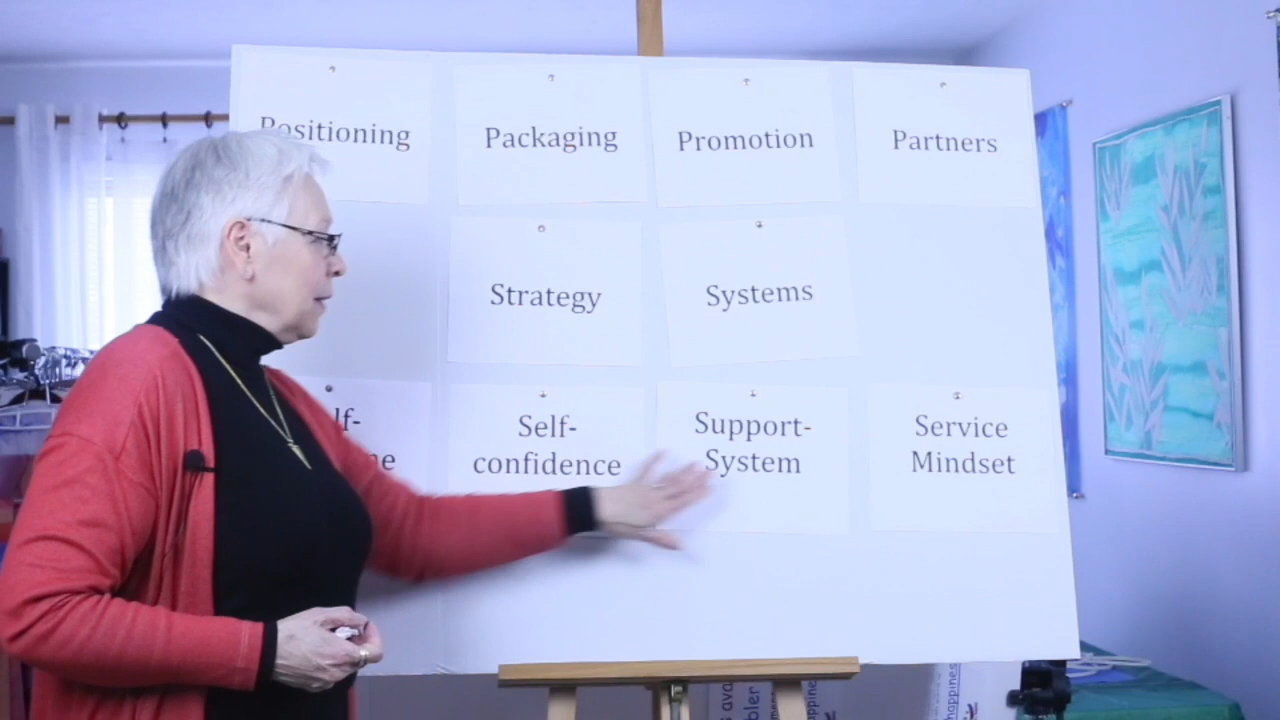 Positioning
Packaging
Promotion
Partners
Strategy
Systems
Self-
confidence
Support-
System
Service
Mindset